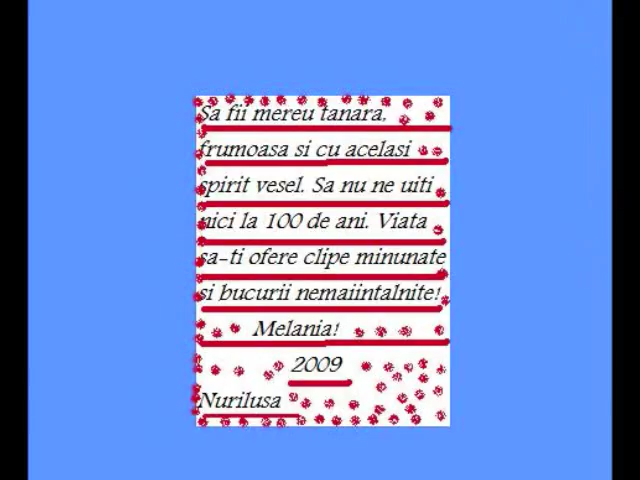 Sa fii mereu tanara,
frumoasa si cu acelasi
spirit vesel. Sa nu ne uiti
nici la 100 de ani. Viata
sa-ti ofere clipe minunate
si bucurii nemaiintalnite!
Melania!
2009
Nurilusa